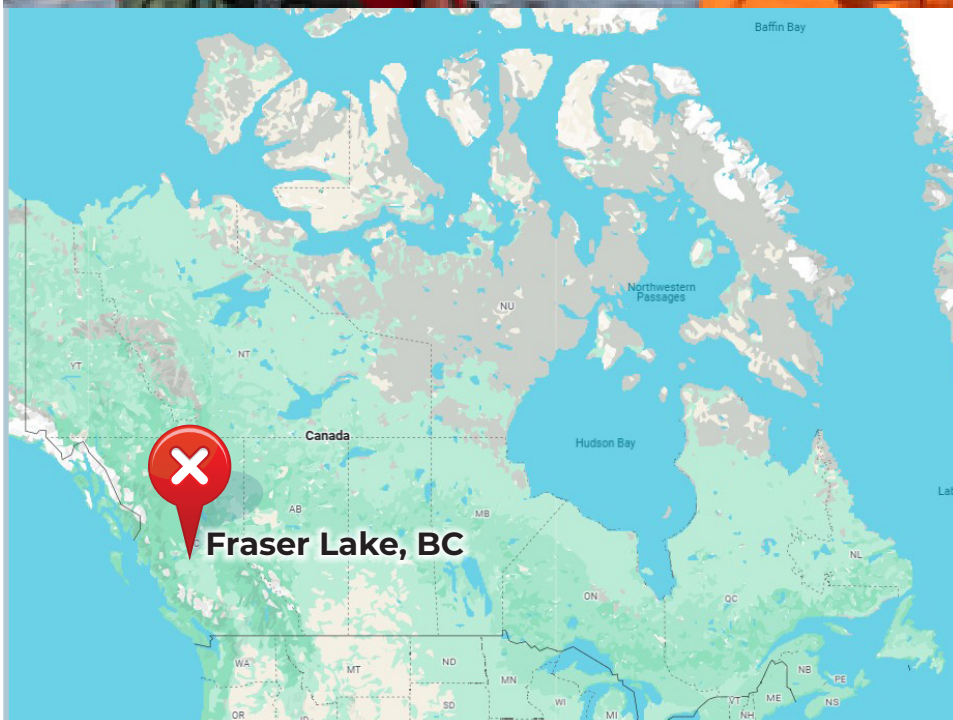 Baffin Bay
NU
Northwestern
Passages
NT
YT
Canada
Hudson Bay
AB
MB
Fraser Lake, BC
NL
ON
QC
WA
MT
ND
MN
NB
PE
OR
SD
WI
MI
VT
NH
ME
NS